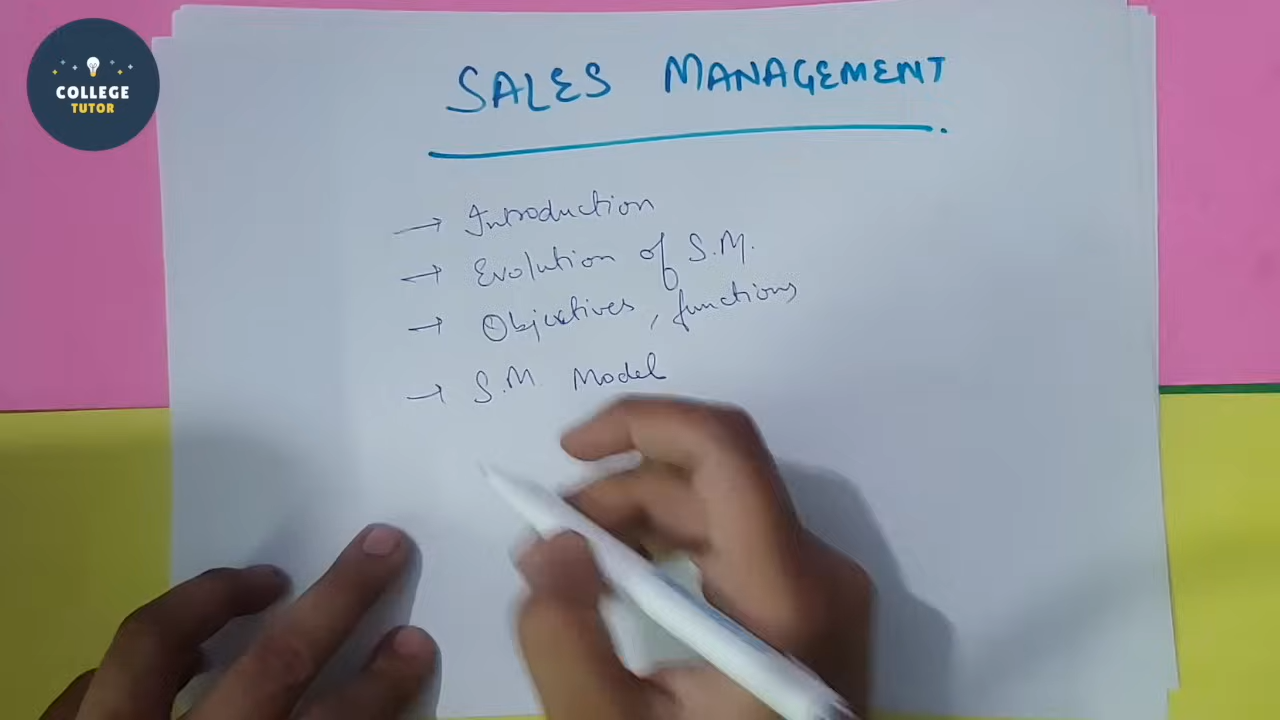 COLLEGE
TUTOR
SALES MANAGEMENT
→ Introduction
→ Evolution of S.M.
→ Objectives, functions
→ S.M. Model